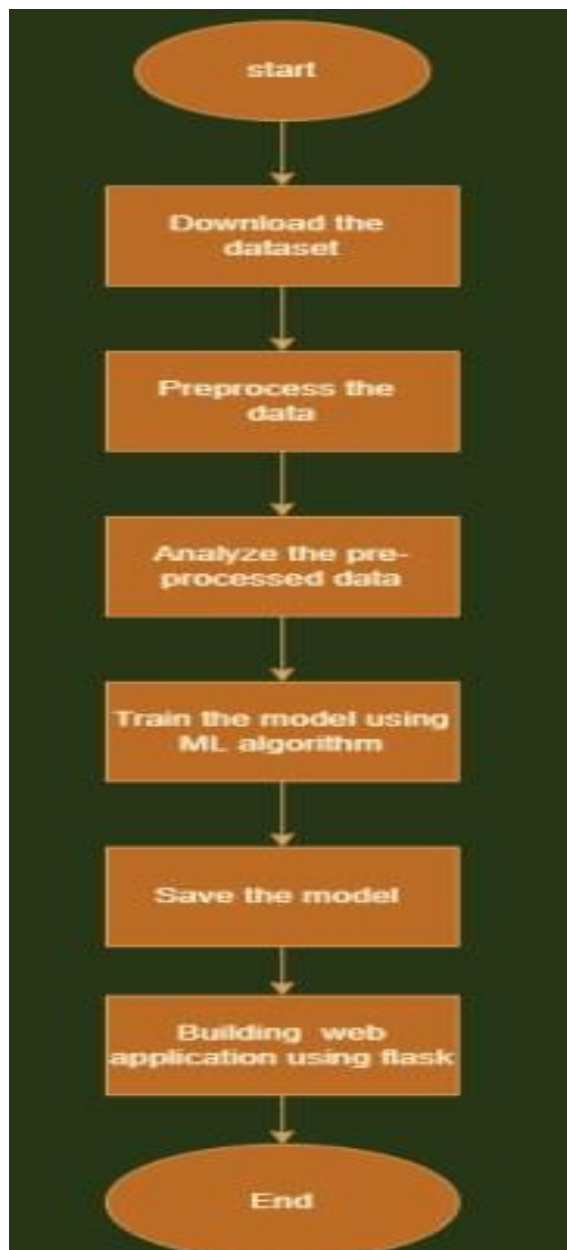 start
Download the
dataset
Preprocess the
data
Analyze the pre-
processed data
Train the model using
ML algorithm
Save the model
Building web
application using flask
End